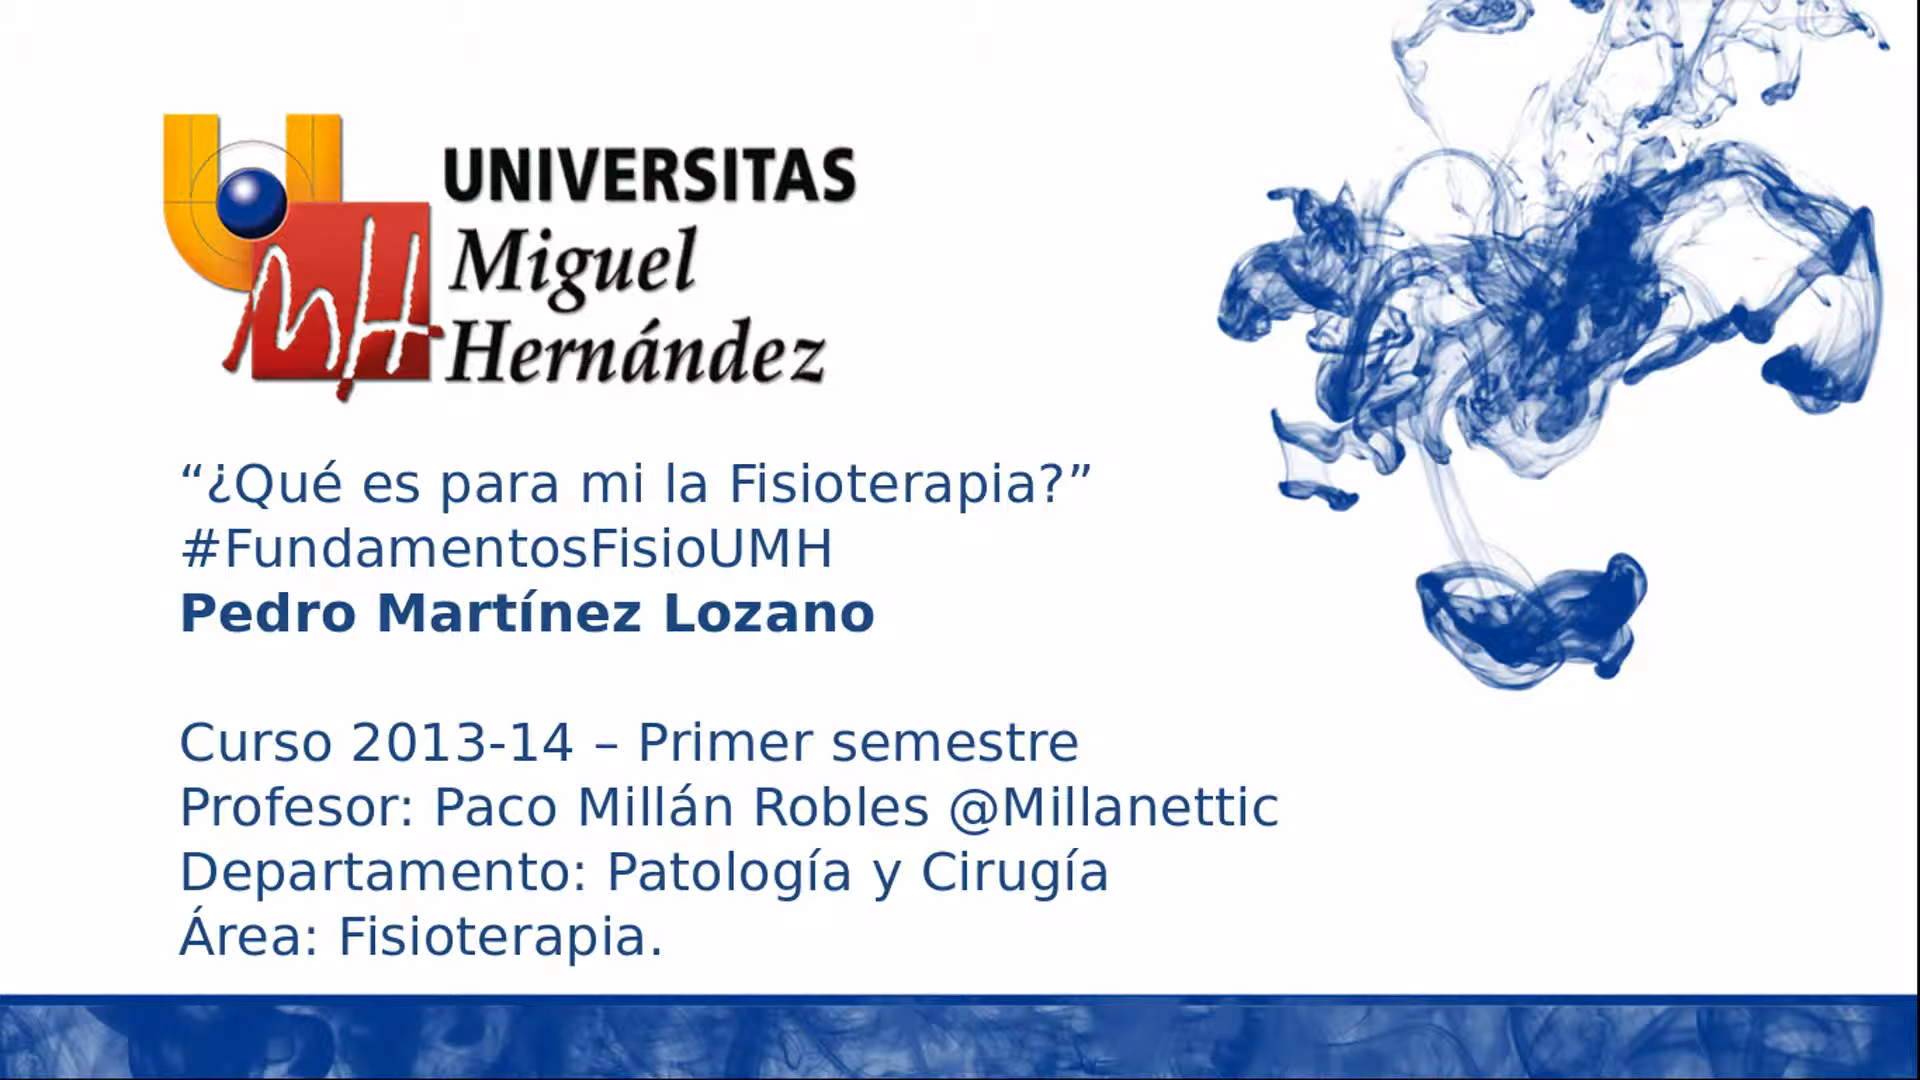 UNIVERSITAS
Miguel
Hernández
UMH
“¿Qué es para mi la Fisioterapia?”
#FundamentosFisioUMH
Pedro Martínez Lozano
Curso 2013-14 – Primer semestre
Profesor: Paco Millán Robles @Millanettic
Departamento: Patología y Cirugía
Área: Fisioterapia.